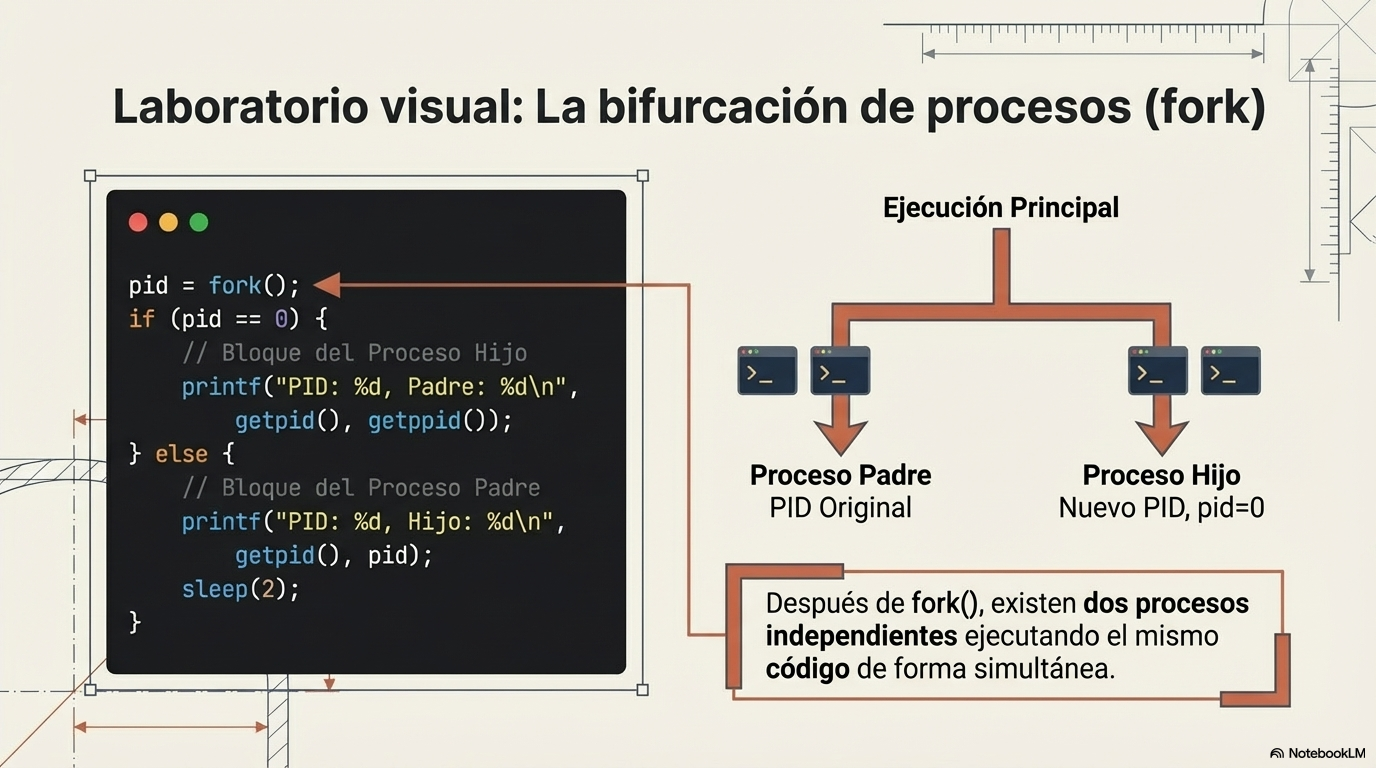 Laboratorio visual: La bifurcación de procesos (fork)
pid = fork();
if (pid == 0) {
    // Bloque del Proceso Hijo
    printf("PID: %d, Padre: %d\n",
        getpid(), getppid());
} else {
    // Bloque del Proceso Padre
    printf("PID: %d, Hijo: %d\n",
        getpid(), pid);
    sleep(2);
}
Ejecución Principal
Proceso Padre
PID Original
Proceso Hijo
Nuevo PID, pid=0
Después de fork(), existen dos procesos
independientes ejecutando el mismo
código de forma simultánea.
NotebookLM